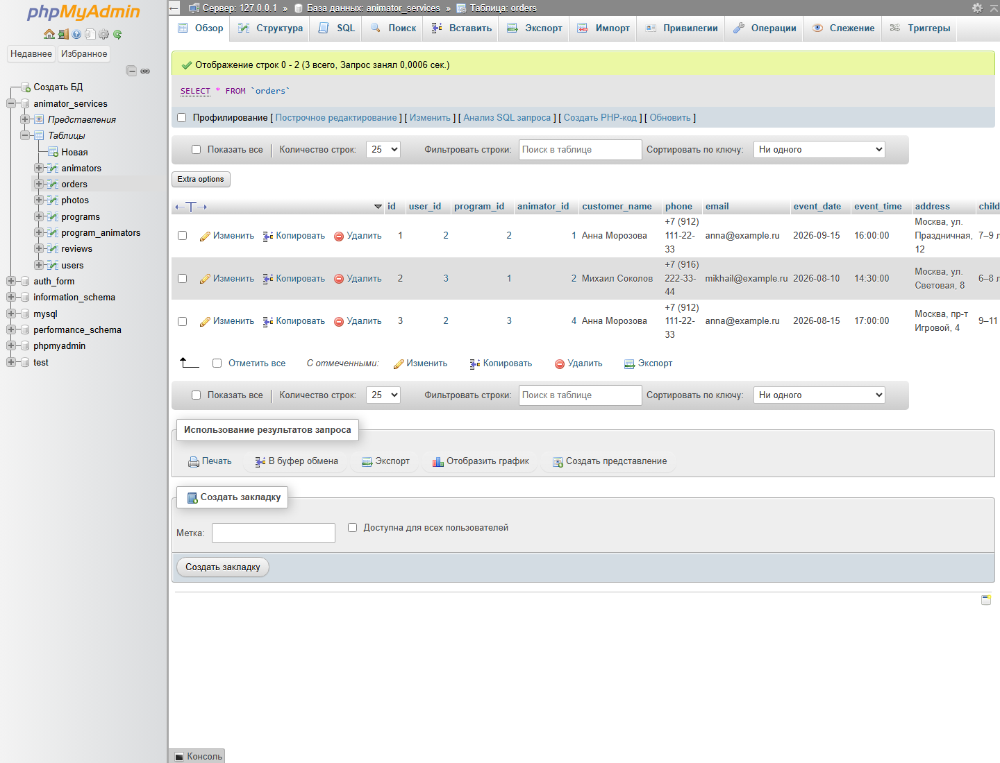 phpMyAdmin
Недавнее Избранное
Создать БД
animator_services
Представления
Таблицы
Новая
animators
orders
photos
programs
program_animators
reviews
users
auth_form
information_schema
mysql
performance_schema
phpmyadmin
test
Сервер: 127.0.0.1 » База данных: animator_services » Таблица: orders
Обзор Структура SQL Поиск Вставить Экспорт Импорт Привилегии Операции Слежение Триггеры
Отображение строк 0 - 2 (3 всего, Запрос занял 0,0006 сек.)
SELECT * FROM `orders`
Профилирование [ Построчное редактирование ] [ Изменить ] [ Анализ SQL запроса ] [ Создать PHP-код ] [ Обновить ]
Показать все Количество строк: 25 Фильтровать строки: Поиск в таблице Сортировать по ключу: Ни одного
Extra options
←T→ id user_id program_id animator_id customer_name phone email event_date event_time address child
Изменить Копировать Удалить 1 2 2 1 Анна Морозова +7 (912) 111-22-33 anna@example.ru 2026-09-15 16:00:00 Москва, ул. Праздничная, 12 7–9 л
Изменить Копировать Удалить 2 3 1 2 Михаил Соколов +7 (916) 222-33-44 mikhail@example.ru 2026-08-10 14:30:00 Москва, ул. Световая, 8 6–8 л
Изменить Копировать Удалить 3 2 3 4 Анна Морозова +7 (912) 111-22-33 anna@example.ru 2026-08-15 17:00:00 Москва, пр-т Игровой, 4 9–11
Отметить все С отмеченными: Изменить Копировать Удалить Экспорт
Показать все Количество строк: 25 Фильтровать строки: Поиск в таблице Сортировать по ключу: Ни одного
Использование результатов запроса
Печать В буфер обмена Экспорт Отобразить график Создать представление
Создать закладку
Метка: Доступна для всех пользователей
Создать закладку
Консоль